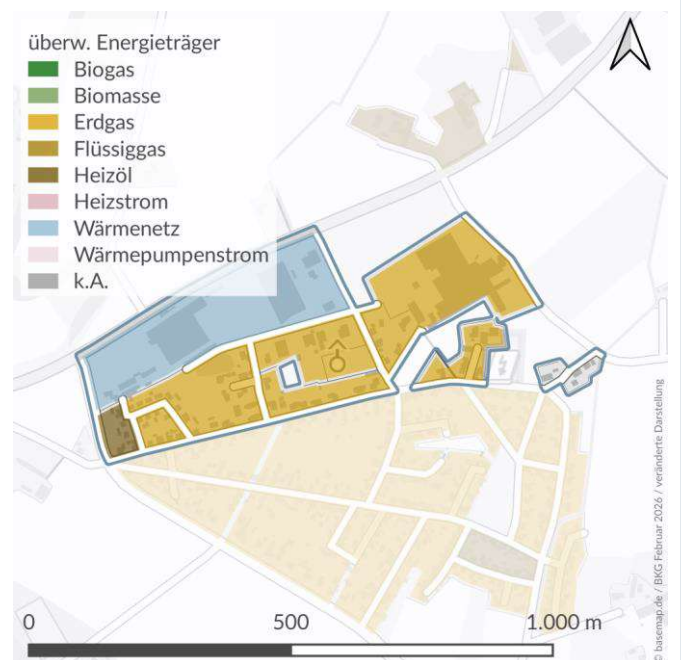 überw. Energieträger
Biogas
Biomasse
Erdgas
Flüssiggas
Heizöl
Heizstrom
Wärmenetz
Wärmepumpenstrom
k.A.
© basemap.de / BKG Februar 2026 / veränderte Darstellung
0 500 1.000 m